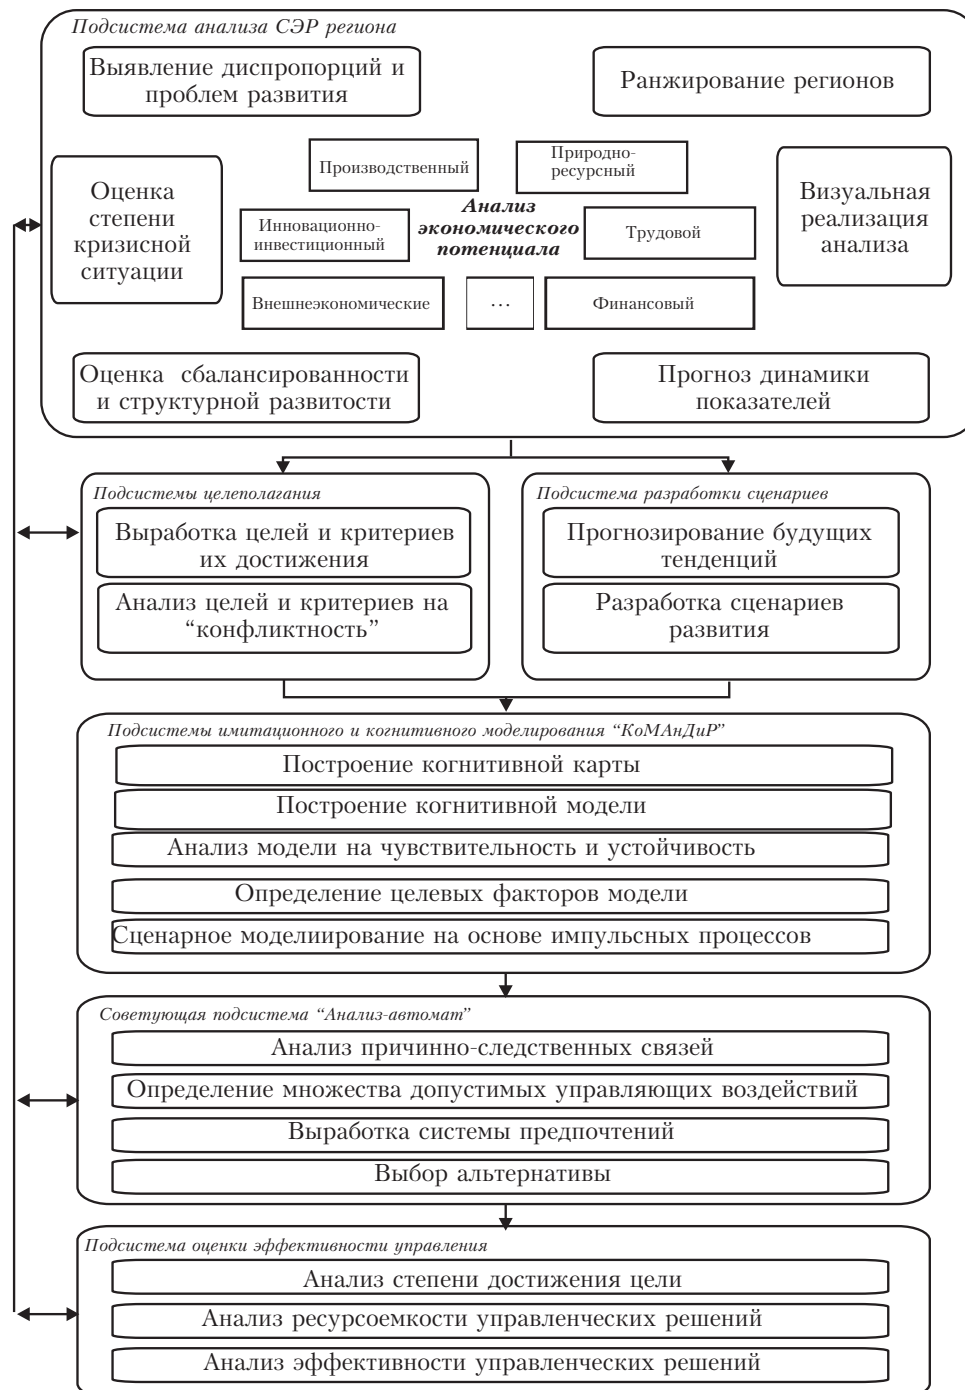 Подсистема анализа СЭР региона
Выявление диспропорций и
проблем развития
Ранжирование регионов
Производственный
Природно-
ресурсный
Оценка
степени
кризисной
ситуации
Инновационно-
инвестиционный
Анализ
экономического
потенциала
Трудовой
Визуальная
реализация
анализа
Внешнеэкономические
...
Финансовый
Оценка сбалансированности
и структурной развитости
Прогноз динамики
показателей
Подсистемы целеполагания
Выработка целей и критериев
их достижения
Анализ целей и критериев на
“конфликтность”
Подсистема разработки сценариев
Прогнозирование будущих
тенденций
Разработка сценариев
развития
Подсистемы имитационного и когнитивного моделирования “КоМАнДиР”
Построение когнитивной карты
Построение когнитивной модели
Анализ модели на чувствительность и устойчивость
Определение целевых факторов модели
Сценарное моделиирование на основе импульсных процессов
Советующая подсистема “Анализ-автомат”
Анализ причинно-следственных связей
Определение множества допустимых управляющих воздействий
Выработка системы предпочтений
Выбор альтернативы
Подсистема оценки эффективности управления
Анализ степени достижения цели
Анализ ресурсоемкости управленческих решений
Анализ эффективности управленческих решений